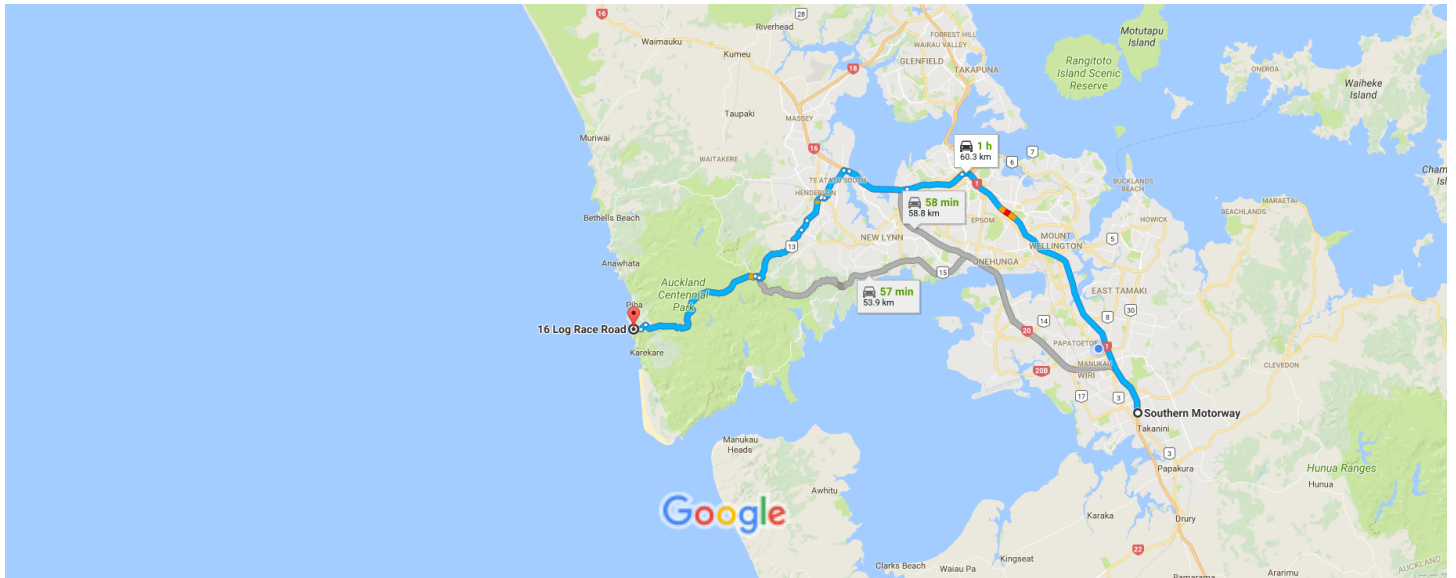 16
28
Riverhead
Waimauku
Kumeu
FORREST HILL
WAIRAU VALLEY
GLENFIELD
TAKAPUNA
18
Motutapu
Island
Rangitoto
Island Scenic
Reserve
ONEROA
Waiheke
Island
Taupaki
MASSEY
Muriwai
16
WAITAKERE
1 h
60.3 km
6
7
1
TE ATATU SOUTH
HENDERSON
58 min
58.8 km
EPSOM
BUCKLANDS
BEACH
Bethells Beach
NEW LYNN
MOUNT
WELLINGTON
HOWICK
BEACHLANDS
MARAETAI
13
5
Anawhata
ONEHUNGA
15
Auckland
Centennial
Park
57 min
53.9 km
EAST TAMAKI
30
8
Piha
16 Log Race Road
14
20
PAPATOETOE
1
Karekare
MANUKAU
WIRI
20B
CLEVEDON
17
3
Southern Motorway
Takanini
Manukau
Heads
3
Papakura
Hunua Ranges
Hunua
Awhitu
Google
Karaka
Drury
22
Kingseat
Clarks Beach
Waiau Pa
Ararimu
AUCKLAND